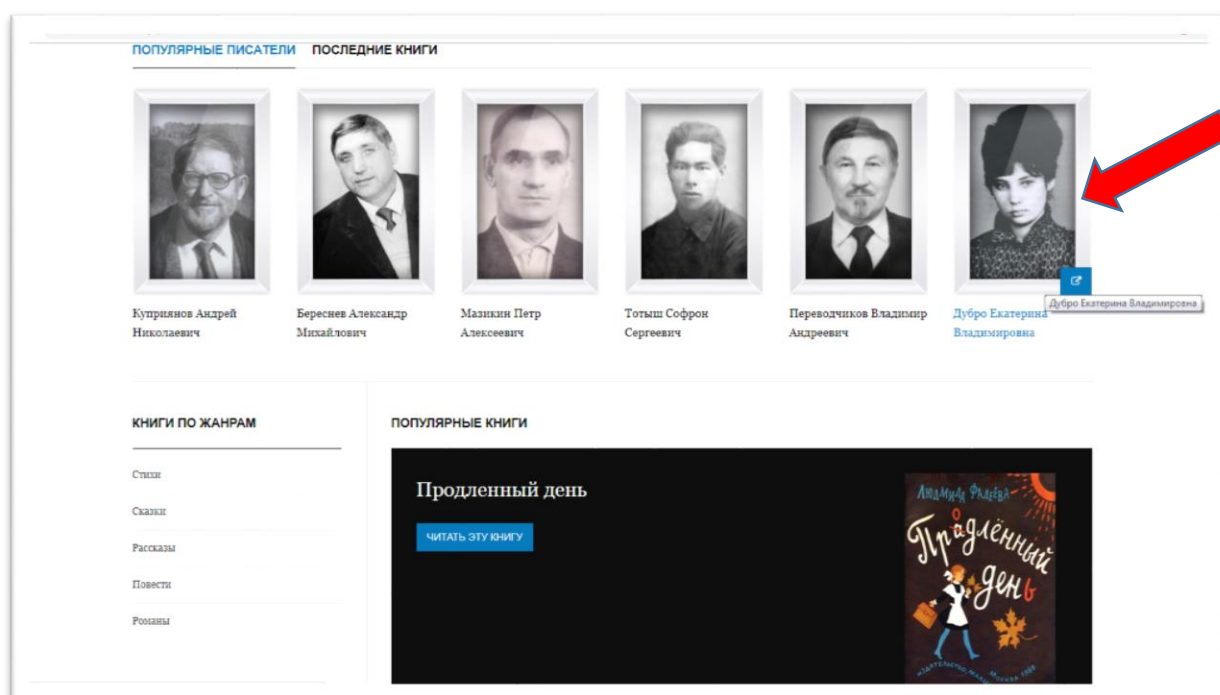 ПОПУЛЯРНЫЕ ПИСАТЕЛИ ПОСЛЕДНИЕ КНИГИ
Куприянов Андрей
Николаевич
Береснев Александр
Михайлович
Мазикин Петр
Алексеевич
Тотыш Софрон
Сергеевич
Переводчиков Владимир
Андреевич
Дубро Екатерина
Владимировна
Дубро Екатерина Владимировна
КНИГИ ПО ЖАНРАМ
Стихи
Сказки
Рассказы
Повести
Романы
ПОПУЛЯРНЫЕ КНИГИ
Продленный день
ЧИТАТЬ ЭТУ КНИГУ
ЛЮДМИЛА ФАДЕЕВА
Продлённый
день